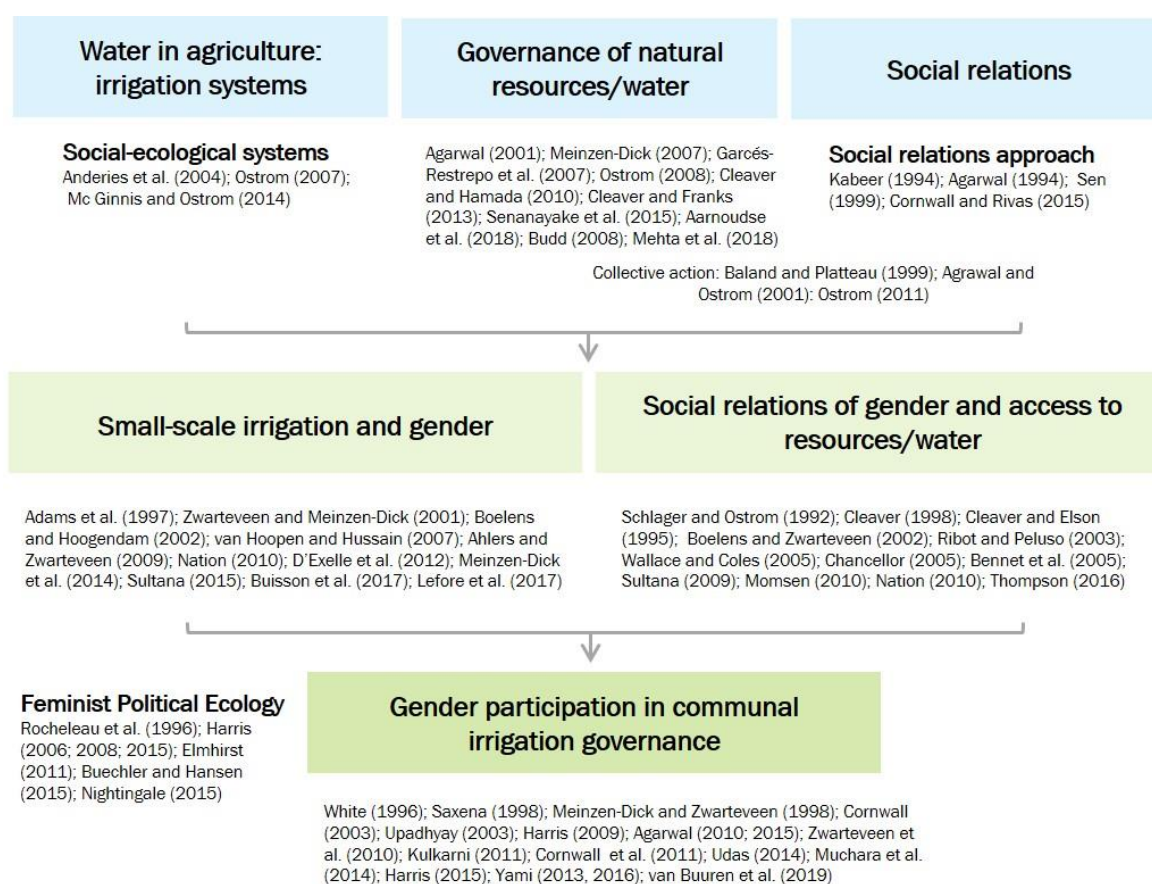 Water in agriculture:
irrigation systems
Governance of natural
resources/water
Social relations
Social-ecological systems
Anderies et al. (2004); Ostrom (2007);
Mc Ginnis and Ostrom (2014)
Agarwal (2001); Meinzen-Dick (2007); Garcés-
Restrepo et al. (2007); Ostrom (2008); Cleaver
and Hamada (2010); Cleaver and Franks
(2013); Senanayake et al. (2015); Aarnoudse
et al. (2018); Budd (2008); Mehta et al. (2018)
Social relations approach
Kabeer (1994); Agarwal (1994); Sen
(1999); Cornwall and Rivas (2015)
Collective action: Baland and Platteau (1999); Agrawal and
Ostrom (2001): Ostrom (2011)
Small-scale irrigation and gender
Social relations of gender and access to
resources/water
Adams et al. (1997); Zwarteveen and Meinzen-Dick (2001); Boelens
and Hoogendam (2002); van Hoopen and Hussain (2007); Ahlers and
Zwarteveen (2009); Nation (2010); D'Exelle et al. (2012); Meinzen-Dick
et al. (2014); Sultana (2015); Buisson et al. (2017); Lefore et al. (2017)
Schlager and Ostrom (1992); Cleaver (1998); Cleaver and Elson
(1995); Boelens and Zwarteveen (2002); Ribot and Peluso (2003);
Wallace and Coles (2005); Chancellor (2005); Bennet et al. (2005);
Sultana (2009); Momsen (2010); Nation (2010); Thompson (2016)
Feminist Political Ecology
Rocheleau et al. (1996); Harris
(2006; 2008; 2015); Elmhirst
(2011); Buechler and Hansen
(2015); Nightingale (2015)
Gender participation in communal
irrigation governance
White (1996); Saxena (1998); Meinzen-Dick and Zwarteveen (1998); Cornwall
(2003); Upadhyay (2003); Harris (2009); Agarwal (2010; 2015); Zwarteveen et
al. (2010); Kulkarni (2011); Cornwall et al. (2011); Udas (2014); Muchara et al.
(2014); Harris (2015); Yami (2013, 2016); van Buuren et al. (2019)